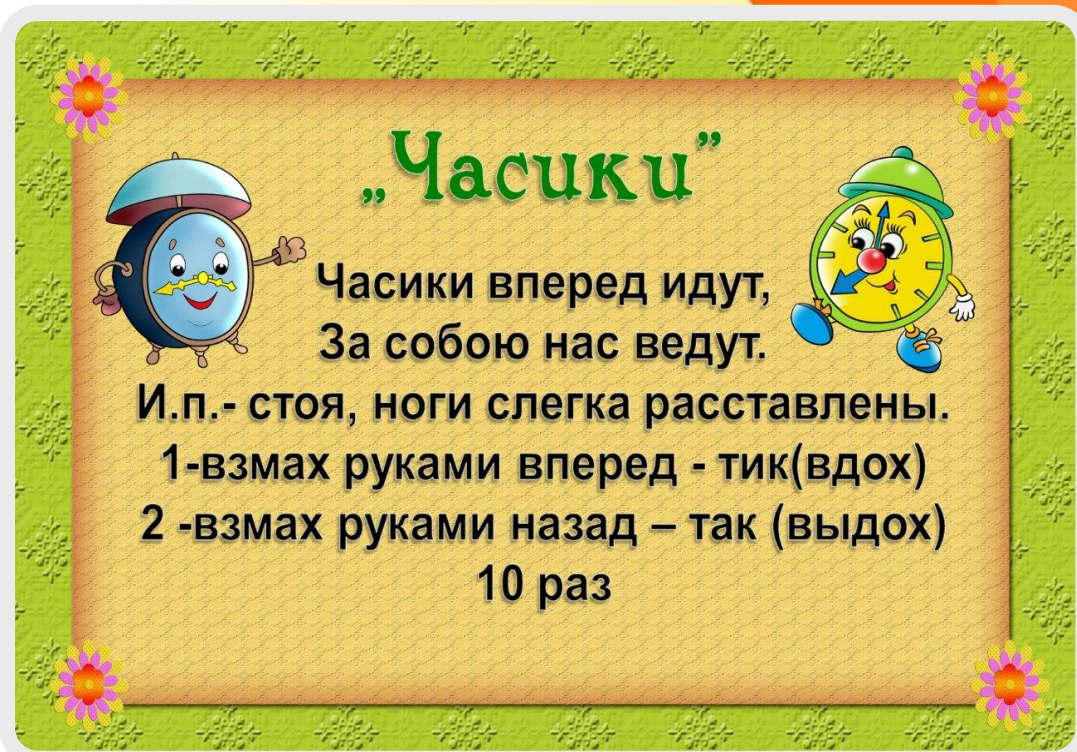 „Часики”
Часики вперед идут,
За собою нас ведут.
И.п.- стоя, ноги слегка расставлены.
1-взмах руками вперед - тик(вдох)
2 -взмах руками назад – так (выдох)
10 раз